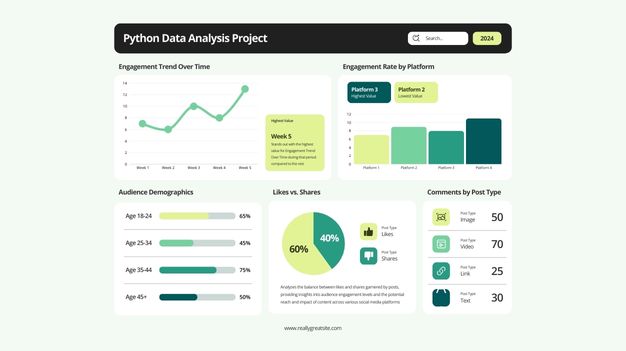 Python Data Analysis Project
Search...
2024
Engagement Trend Over Time
14
12
10
8
6
4
2
0
Week 1 Week 2 Week 3 Week 4 Week 5
Highest Value
Week 5
Stands out with the highest
value for Engagement Trend
Over Time during that period
compared to the rest
Engagement Rate by Platform
Platform 3
Highest Value
Platform 2
Lowest Value
12
10
8
6
4
2
0
Platform 1 Platform 2 Platform 3 Platform 4
Audience Demographics
Age 18-24 65%
Age 25-34 45%
Age 35-44 75%
Age 45+ 50%
Likes vs. Shares
60%
40%
Post Type
Likes
Post Type
Shares
Analyzes the balance between likes and shares garnered by posts,
providing insights into audience engagement levels and the potential
reach and impact of content across various social media platforms
Comments by Post Type
Post Type
Image 50
Post Type
Video 70
Post Type
Link 25
Post Type
Text 30
www.reallygreatsite.com